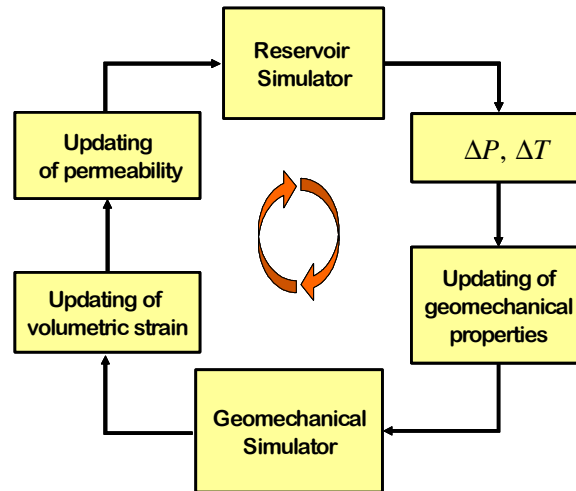 Reservoir
Simulator
ΔP, ΔT
Updating of
geomechanical
properties
Geomechanical
Simulator
Updating of
volumetric strain
Updating
of permeability